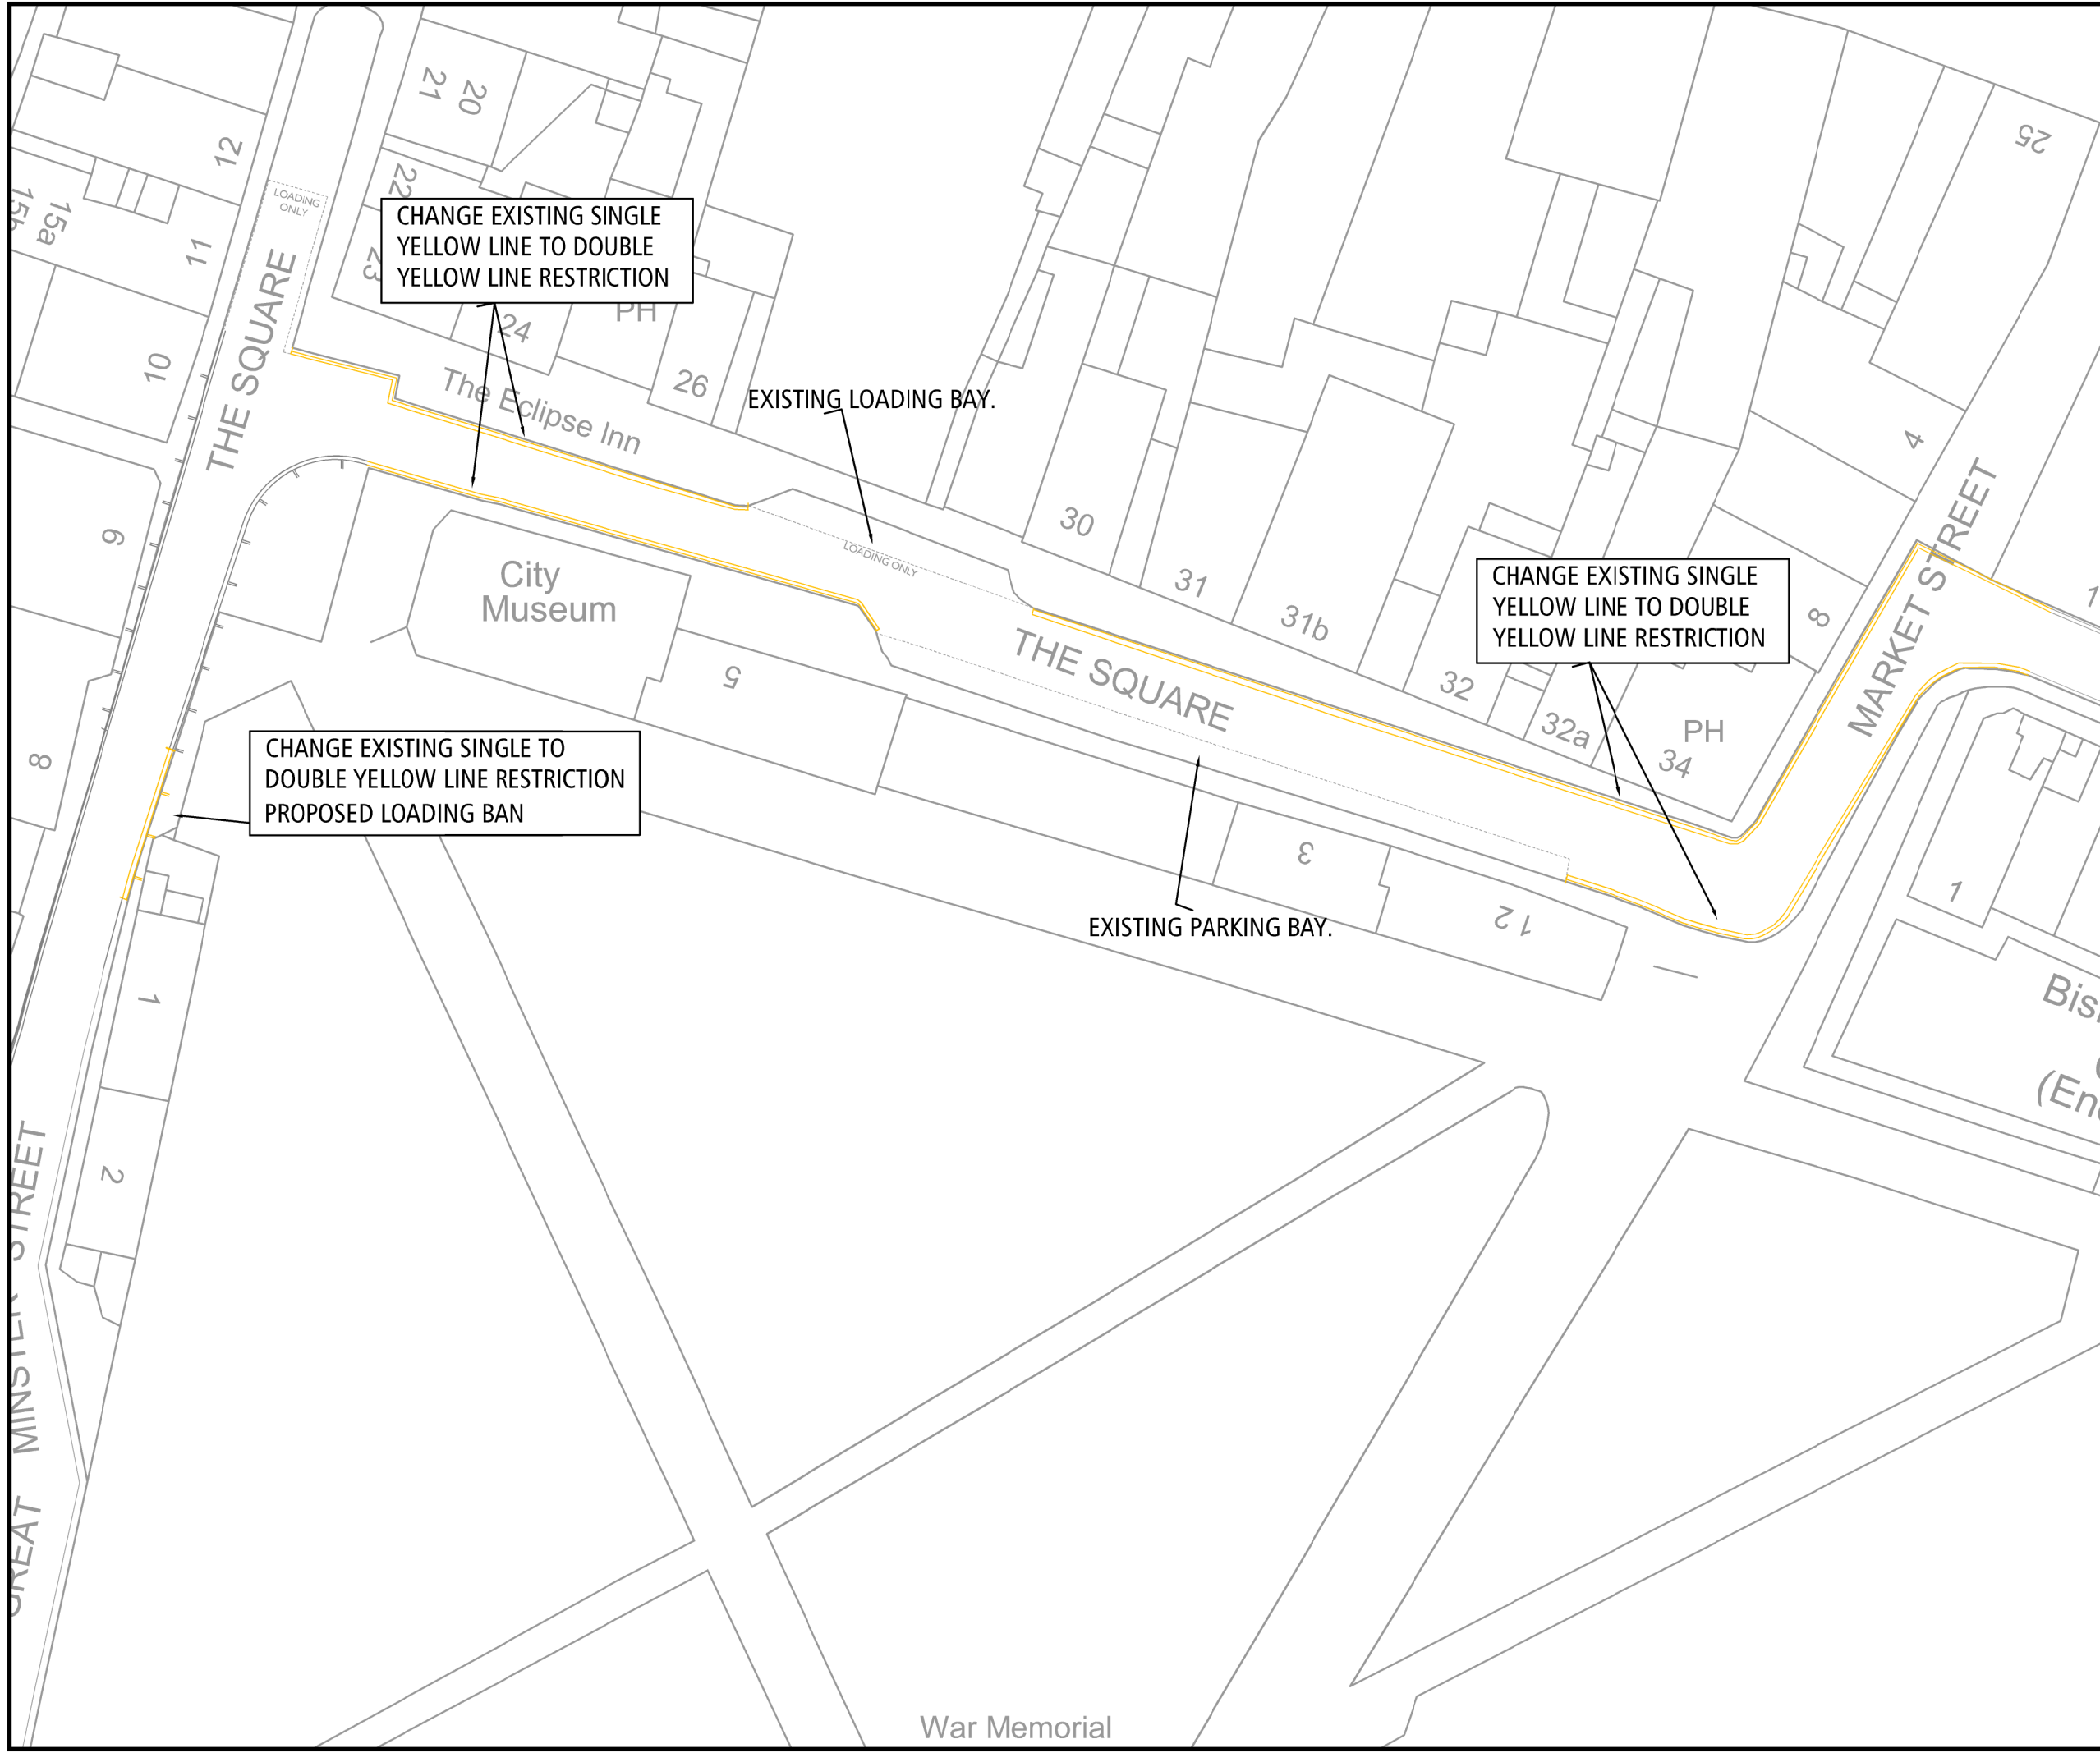 21
20
12
22
LOADING
ONLY
15b
15a
11
23
CHANGE EXISTING SINGLE
YELLOW LINE TO DOUBLE
YELLOW LINE RESTRICTION
PH
24
10
THE SQUARE
The Eclipse Inn
26
EXISTING LOADING BAY.
25
4
30
31
31b
32
32a
PH
34
8
MARKET STREET
1
CHANGE EXISTING SINGLE
YELLOW LINE TO DOUBLE
YELLOW LINE RESTRICTION
LOADING ONLY
9
City
Museum
5
THE SQUARE
8
CHANGE EXISTING SINGLE TO
DOUBLE YELLOW LINE RESTRICTION
PROPOSED LOADING BAN
3
1 2
EXISTING PARKING BAY.
1
Bis
(En
1
2
GREAT MINSTER STREET
War Memorial